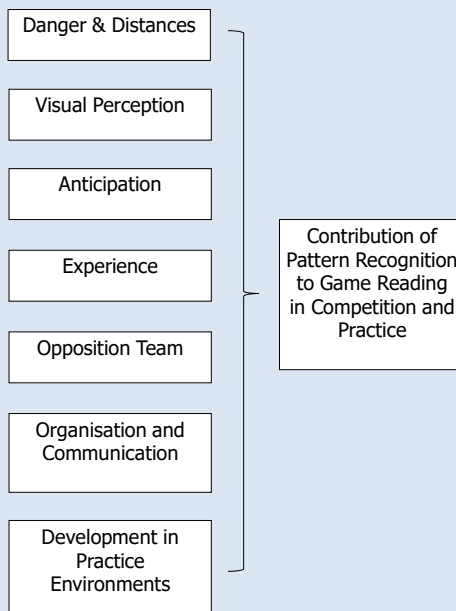 Danger & Distances
Visual Perception
Anticipation
Experience
Opposition Team
Organisation and
Communication
Development in
Practice
Environments
Contribution of
Pattern Recognition
to Game Reading
in Competition and
Practice